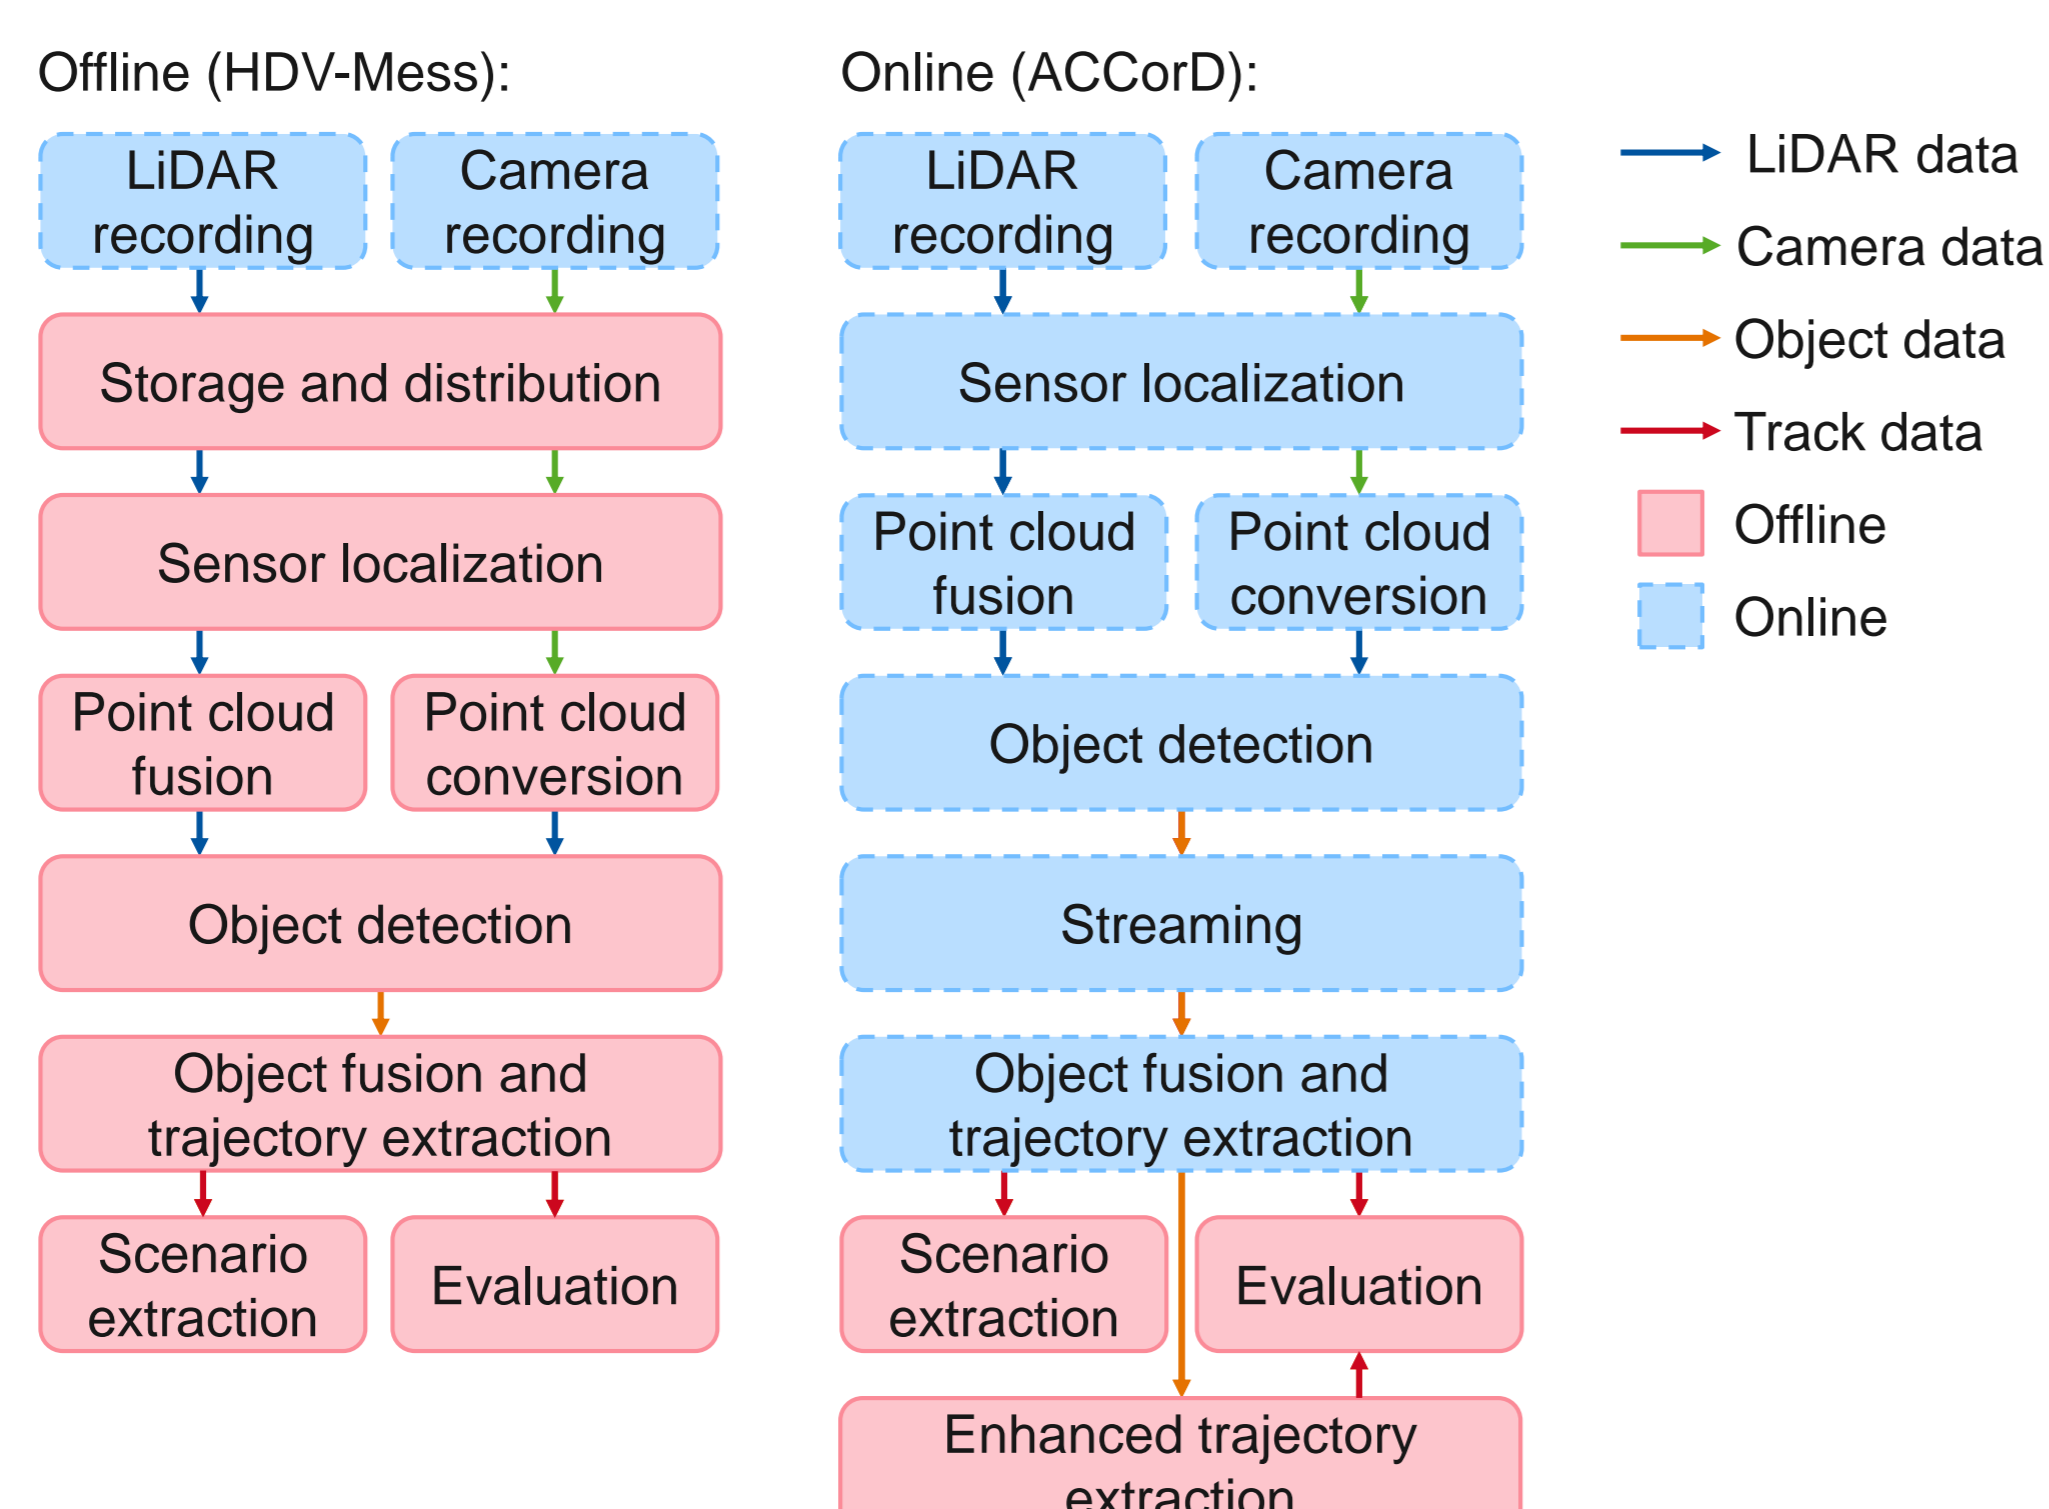 Offline (HDV-Mess):
LiDAR
recording
Camera
recording
Storage and distribution
Sensor localization
Point cloud
fusion
Point cloud
conversion
Object detection
Object fusion and
trajectory extraction
Scenario
extraction
Evaluation
Online (ACCorD):
LiDAR
recording
Camera
recording
Sensor localization
Point cloud
fusion
Point cloud
conversion
Object detection
Streaming
Object fusion and
trajectory extraction
Scenario
extraction
Evaluation
Enhanced trajectory
extraction
LiDAR data
Camera data
Object data
Track data
Offline
Online